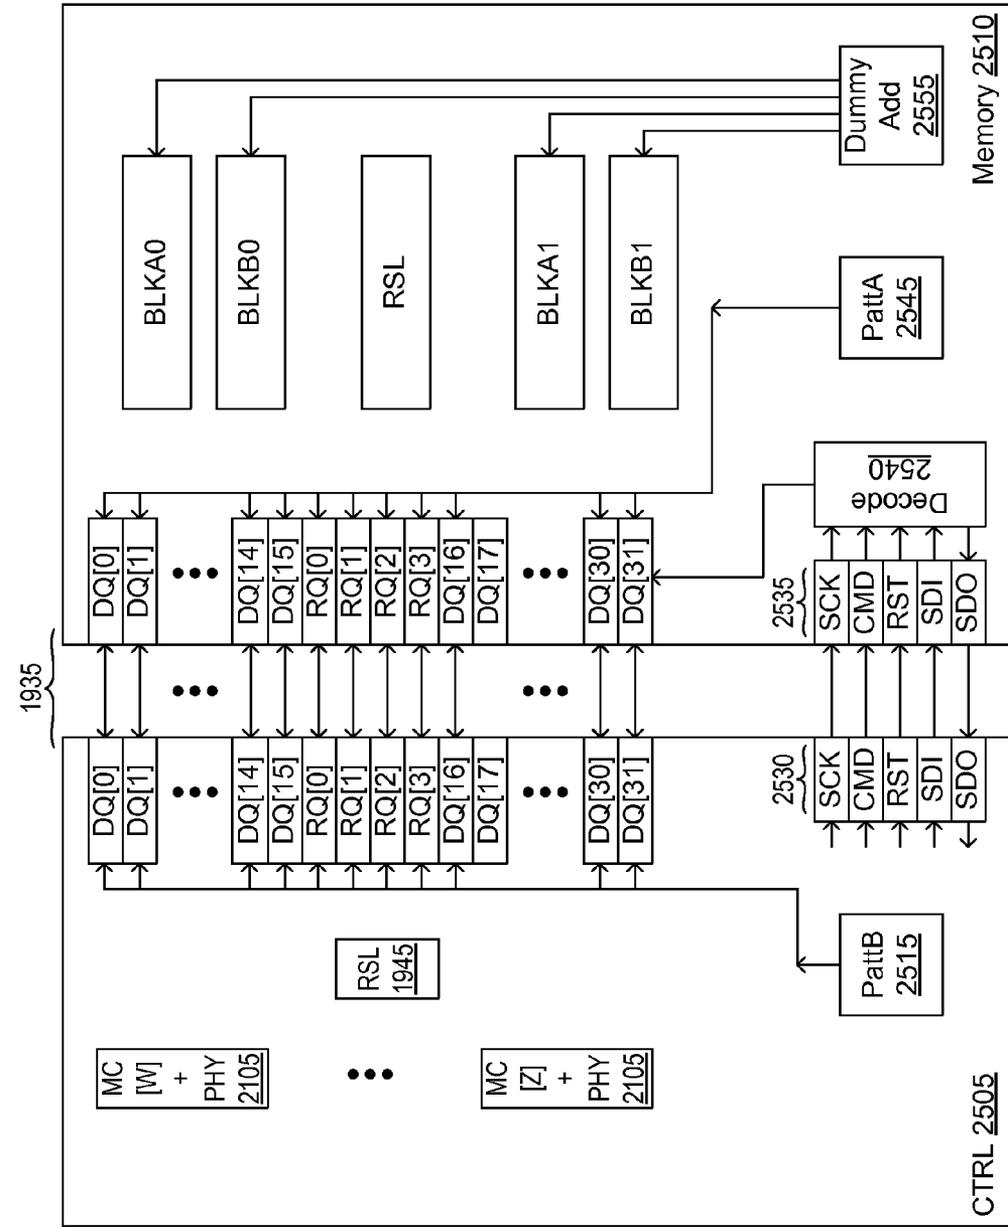 1935
MC
[W]
+
PHY
2105
MC
[Z]
+
PHY
2105
RSL
1945
PattB
2515
CTRL 2505
DQ[0]
DQ[1]
DQ[14]
DQ[15]
RQ[0]
RQ[1]
RQ[2]
RQ[3]
DQ[16]
DQ[17]
DQ[30]
DQ[31]
2530
SCK
CMD
RST
SDI
SDO
DQ[0]
DQ[1]
DQ[14]
DQ[15]
RQ[0]
RQ[1]
RQ[2]
RQ[3]
DQ[16]
DQ[17]
DQ[30]
DQ[31]
2535
SCK
CMD
RST
SDI
SDO
Decode
2540
BLKA0
BLKB0
RSL
BLKA1
BLKB1
PattA
2545
Dummy
Add
2555
Memory 2510